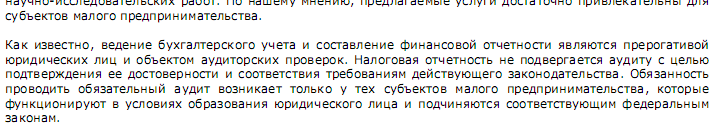 научно-исследовательских работ. По нашему мнению, предлагаемые услуги достаточно привлекательны для
субъектов малого предпринимательства.
Как известно, ведение бухгалтерского учета и составление финансовой отчетности являются прерогативой
юридических лиц и объектом аудиторских проверок. Налоговая отчетность не подвергается аудиту с целью
подтверждения ее достоверности и соответствия требованиям действующего законодательства. Обязанность
проводить обязательный аудит возникает только у тех субъектов малого предпринимательства, которые
функционируют в условиях образования юридического лица и подчиняются соответствующим федеральным
законам.